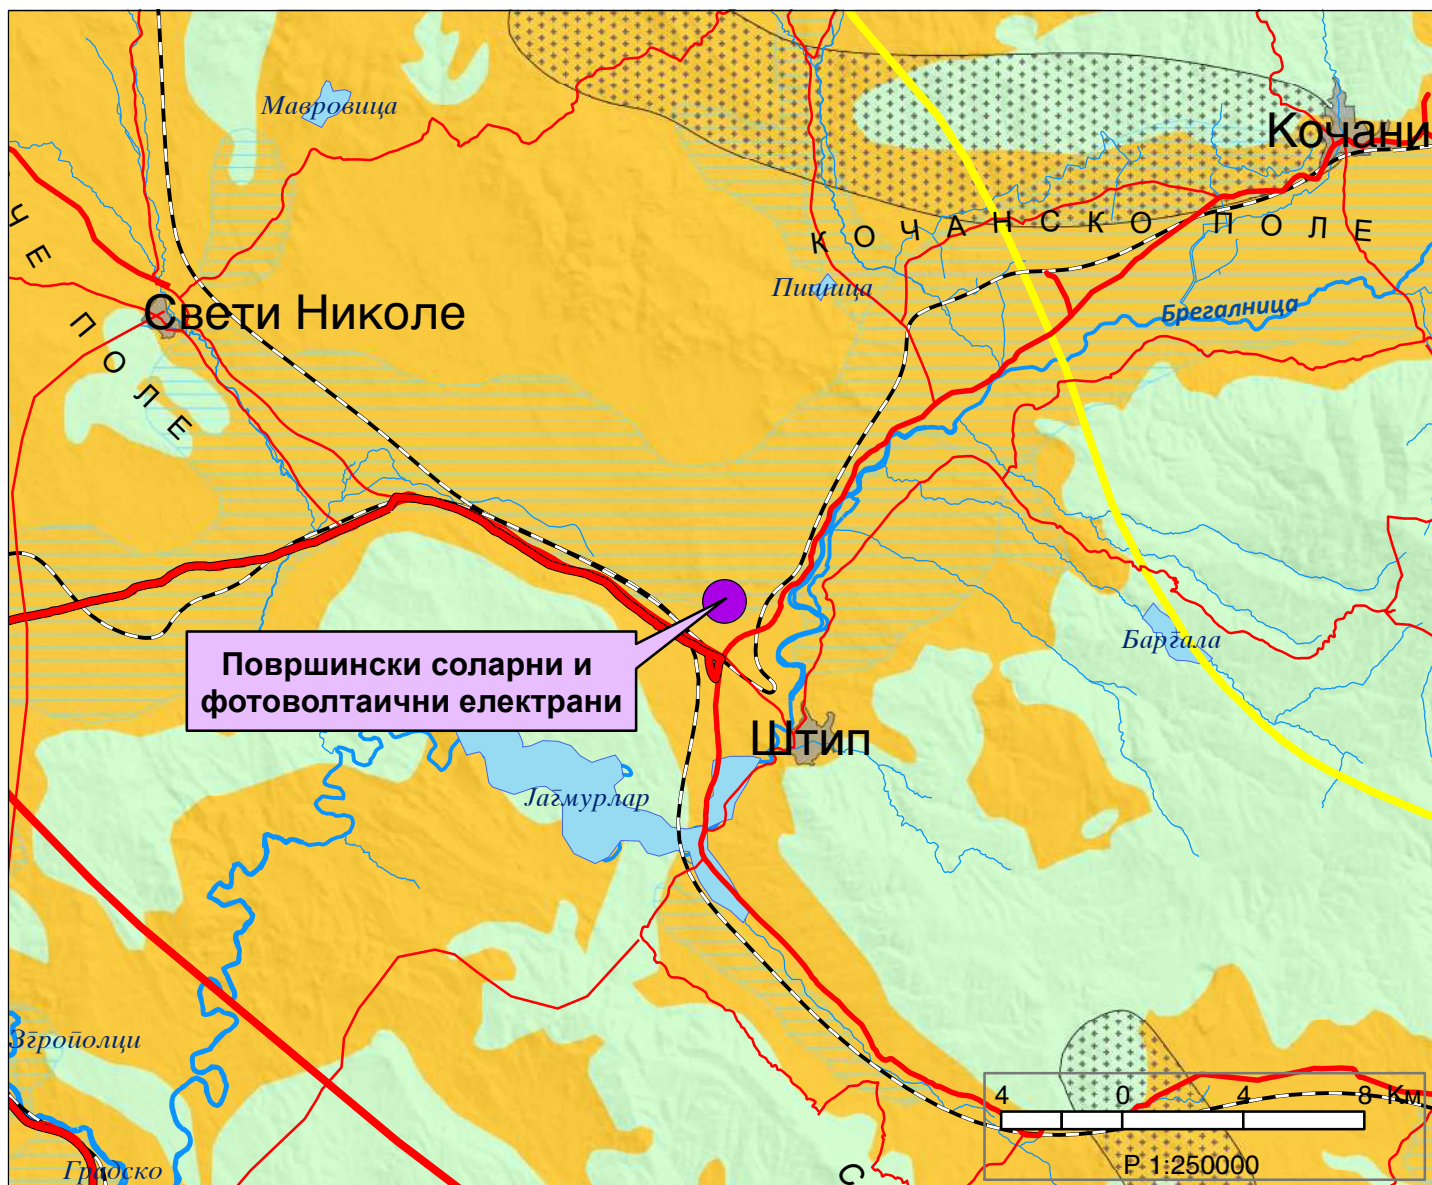 Мавровица
Кочани
ЧЕ ПОЛЕ
КОЧАНСКО ПОЛЕ
Пишица
Свети Николе
Брегалница
Површински соларни и
фотоволтаични електрани
Баргала
Штип
Јагмурлар
Згрополци
Градско
С
4 0 4 8 Км
Р 1:250000